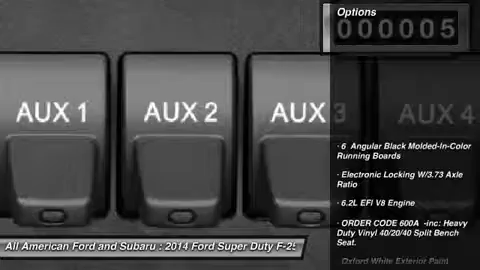 Options
000005
AUX 1 AUX 2 AUX 3 AUX 4
· 6 Angular Black Molded-In-Color
Running Boards
· Electronic Locking W/3.73 Axle
Ratio
· 6.2L EFI V8 Engine
· ORDER CODE 600A -inc: Heavy
Duty Vinyl 40/20/40 Split Bench
Seat.
· Oxford White Exterior Paint
All American Ford and Subaru : 2014 Ford Super Duty F-25